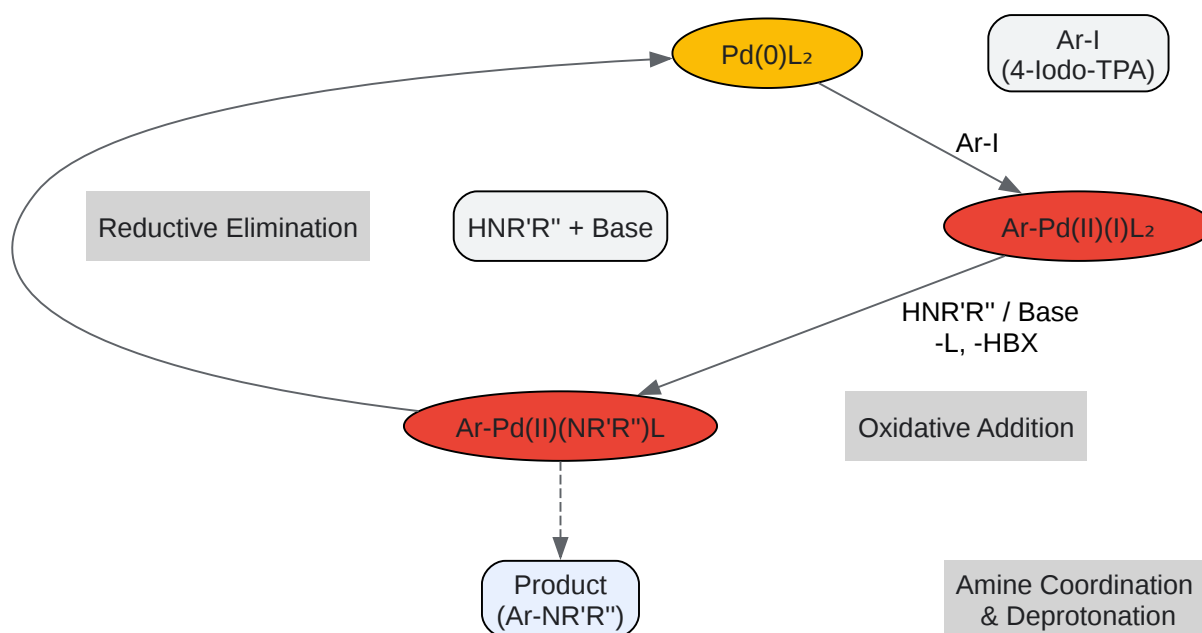 Pd(0)L₂
Ar-I
(4-Iodo-TPA)
Ar-I
Reductive Elimination
HNR'R" + Base
Ar-Pd(II)(I)L₂
HNR'R" / Base
-L, -HBX
Ar-Pd(II)(NR'R")L
Oxidative Addition
Product
(Ar-NR'R")
Amine Coordination
& Deprotonation